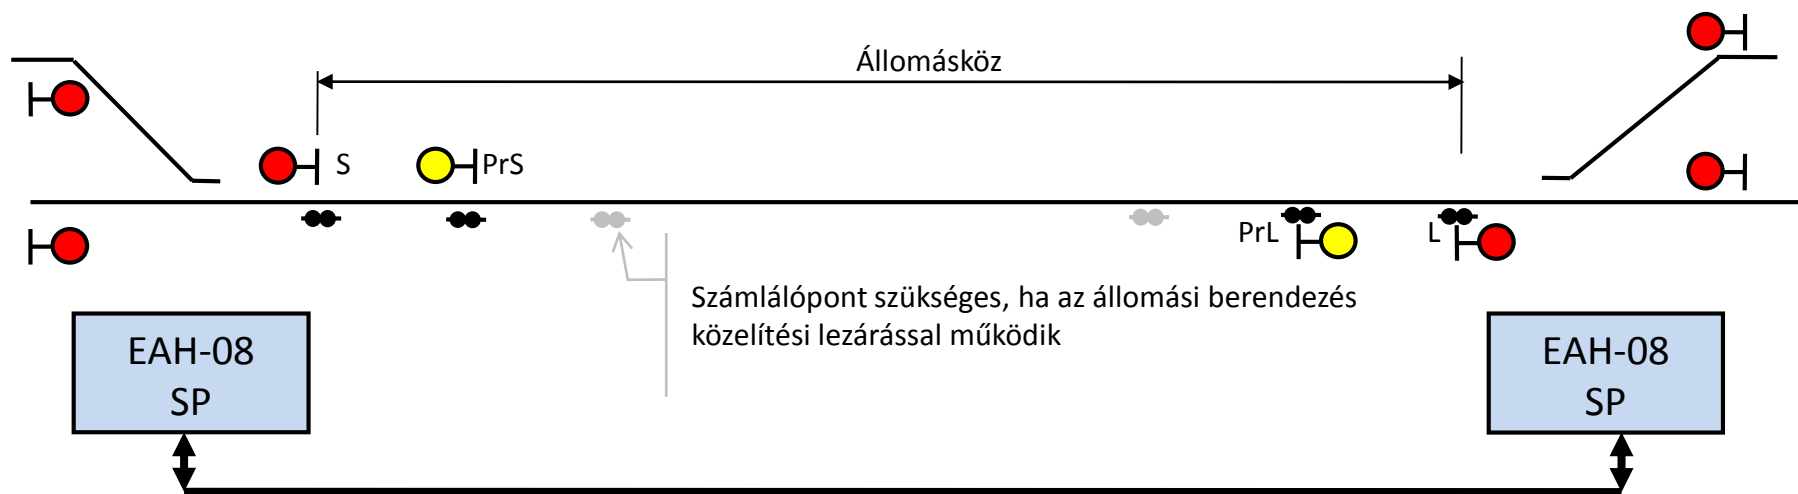 Állomásköz
S
PrS
PrL
L
Számlálópont szükséges, ha az állomási berendezés
közelítési lezárással működik
EAH-08
SP
EAH-08
SP